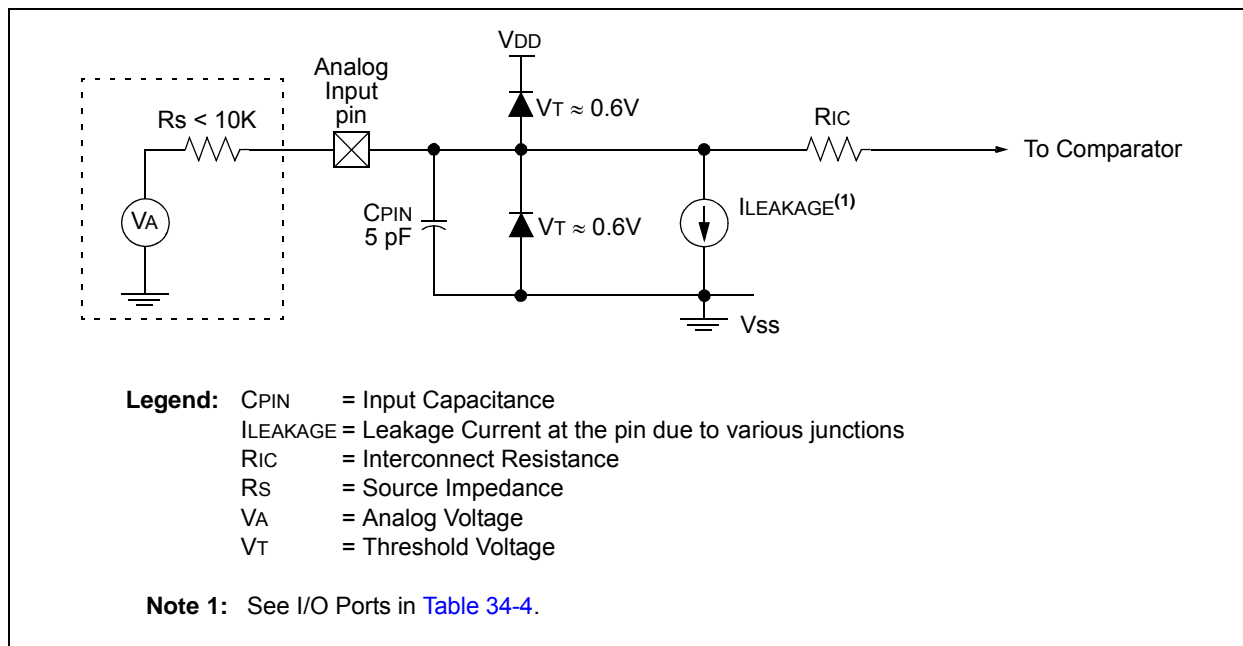 VDD
Analog
Input
pin
VT ≈ 0.6V
Rs < 10K
RIC
To Comparator
VA
CPIN
5 pF
VT ≈ 0.6V
ILEAKAGE(1)
Vss
Legend: CPIN = Input Capacitance
ILEAKAGE = Leakage Current at the pin due to various junctions
RIC = Interconnect Resistance
RS = Source Impedance
VA = Analog Voltage
VT = Threshold Voltage
Note 1: See I/O Ports in Table 34-4.